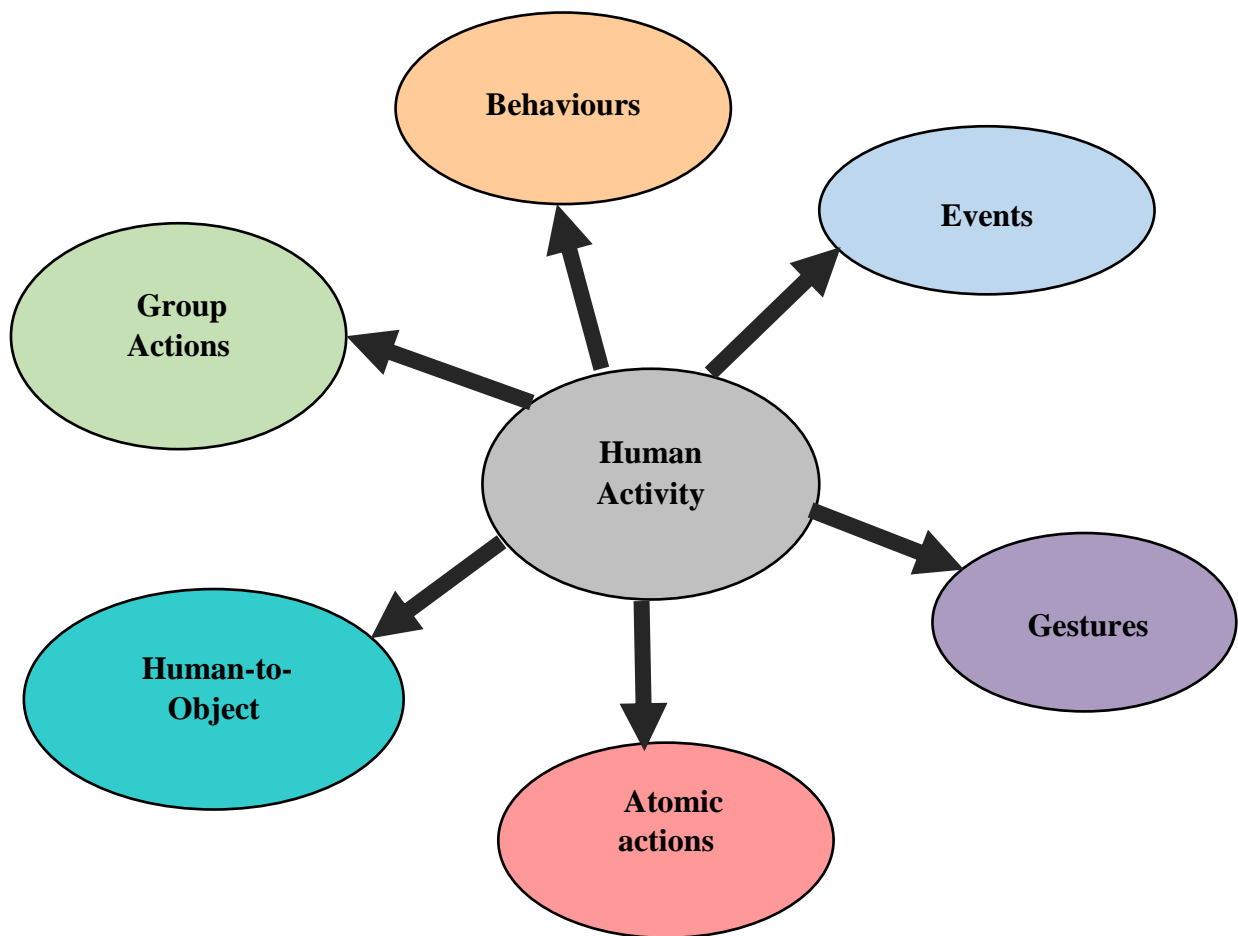 Behaviours
Events
Group
Actions
Human
Activity
Gestures
Human-to-
Object
Atomic
actions